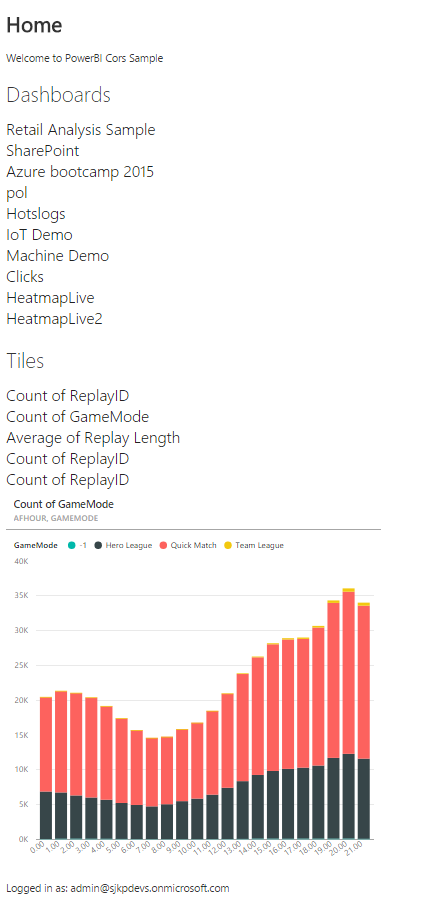 Home
Welcome to PowerBI Cors Sample
Dashboards
Retail Analysis Sample
SharePoint
Azure bootcamp 2015
pol
Hotslogs
IoT Demo
Machine Demo
Clicks
HeatmapLive
HeatmapLive2
Tiles
Count of ReplayID
Count of GameMode
Average of Replay Length
Count of ReplayID
Count of ReplayID
Count of GameMode
AFHOUR, GAMEMODE
GameMode -1 Hero League Quick Match Team League
40K
35K
30K
25K
20K
15K
10K
5K
0K
0.00 1.00 2.00 3.00 4.00 5.00 6.00 7.00 8.00 9.00 10.00 11.00 12.00 13.00 14.00 15.00 16.00 17.00 18.00 19.00 20.00 21.00
Logged in as: admin@sjkpdevs.onmicrosoft.com